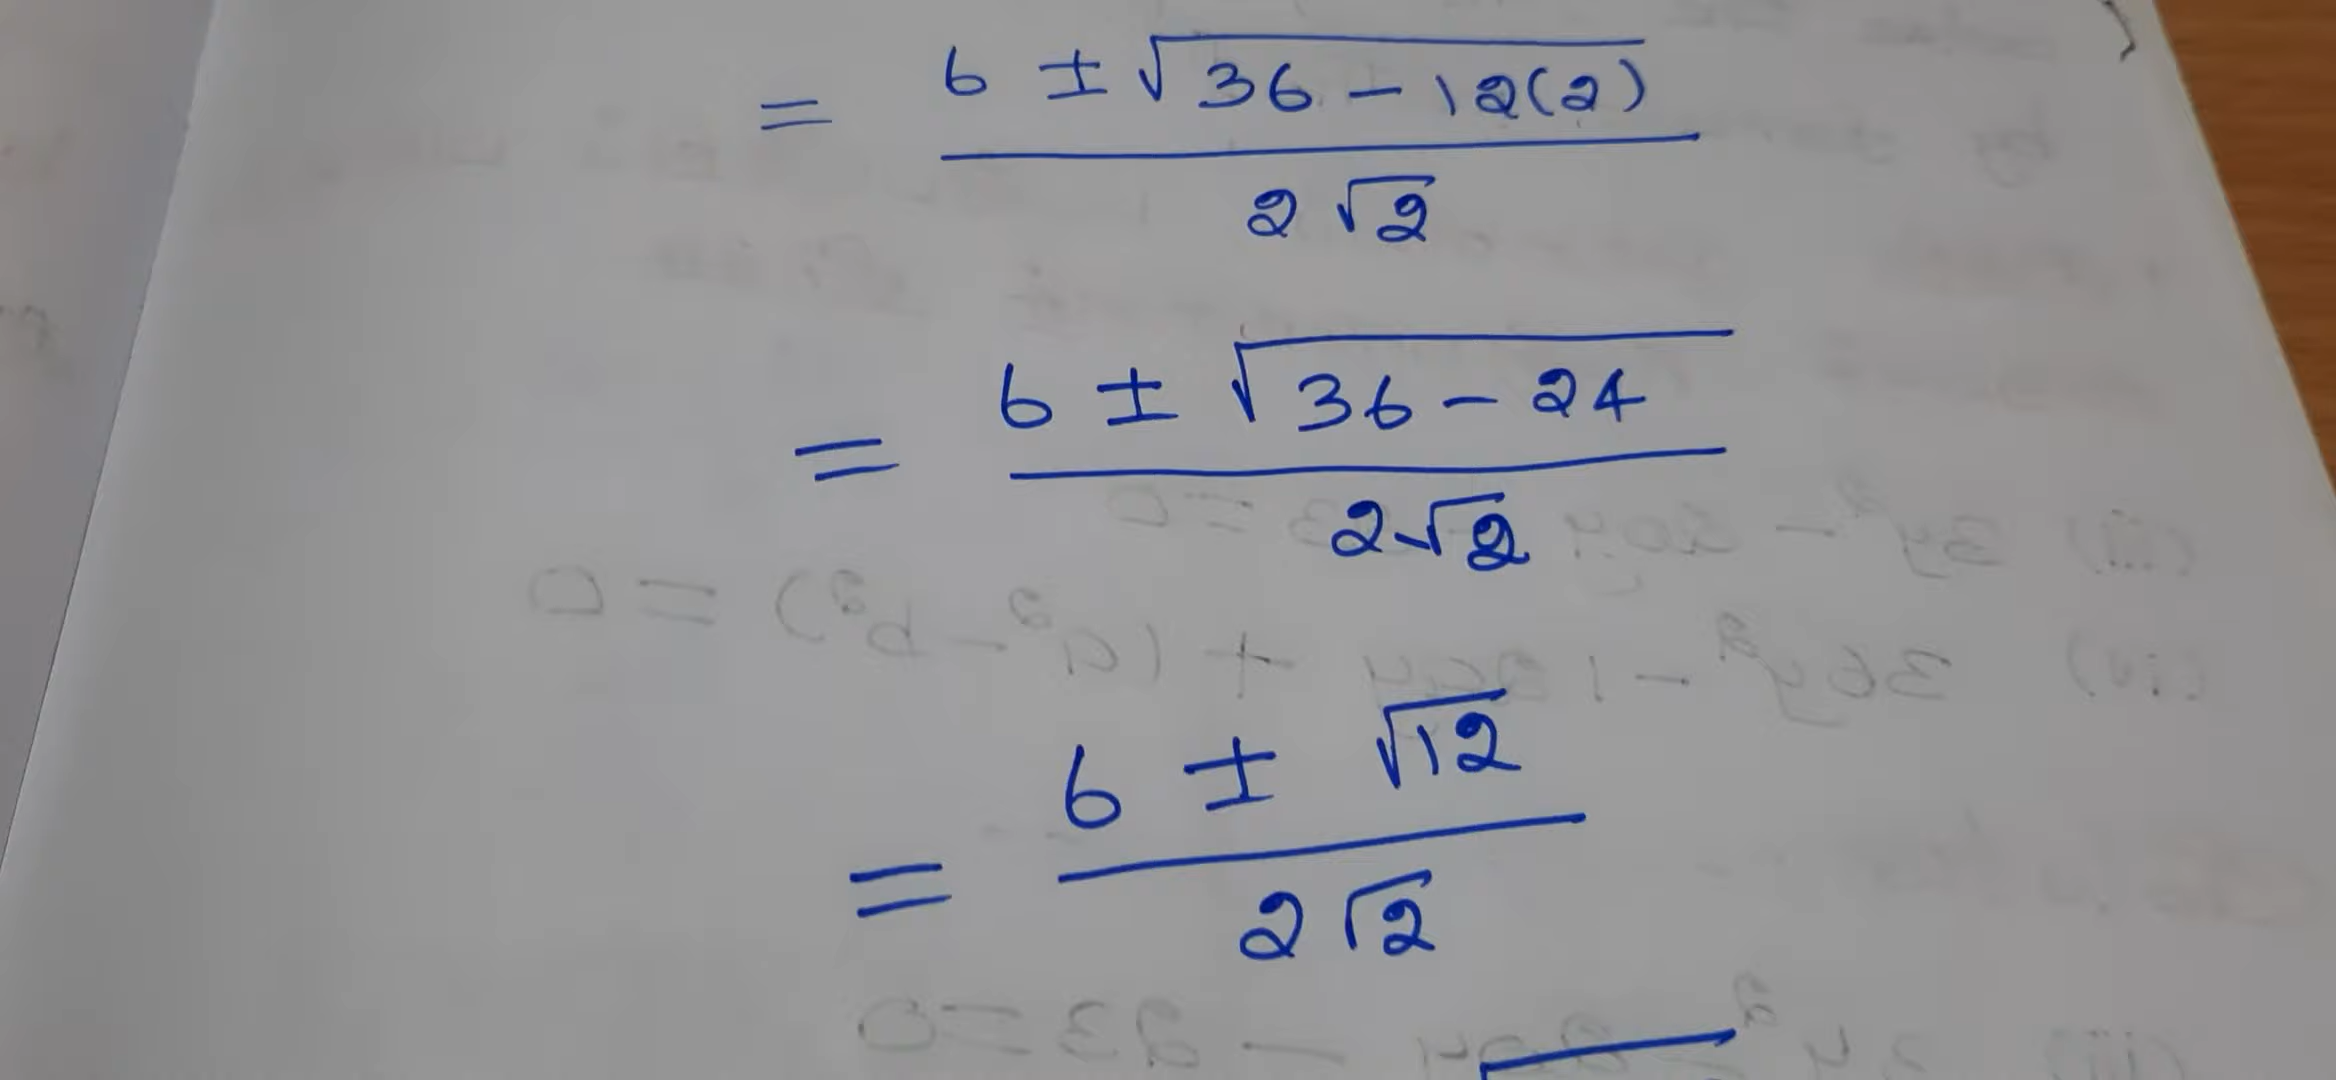 = (6 ± √(36 - 12(2))) / (2√2)
= (6 ± √(36 - 24)) / (2√2)
= (6 ± √12) / (2√2)